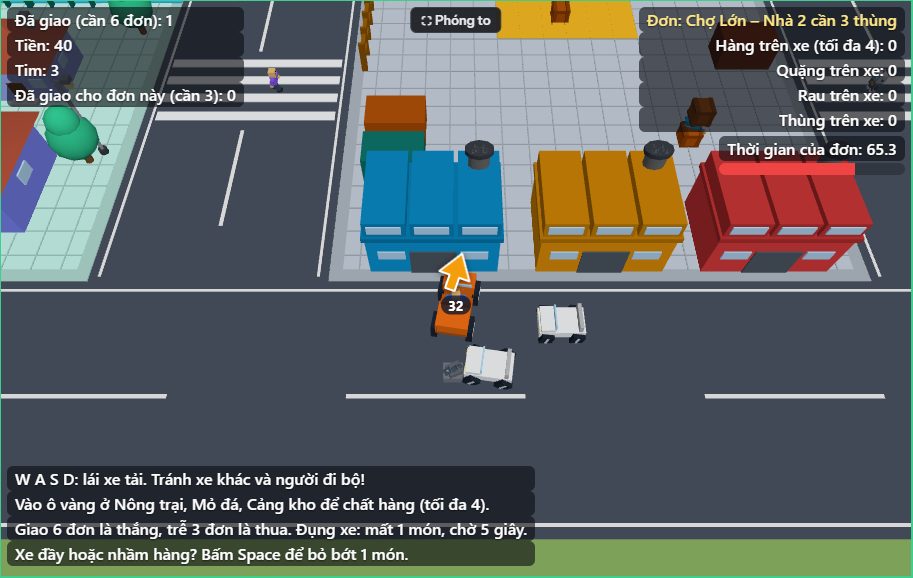 Đã giao (cần 6 đơn): 1
Tiền: 40
Tim: 3
Đã giao cho đơn này (cần 3): 0
Phóng to
Đơn: Chợ Lớn – Nhà 2 cần 3 thùng
Hàng trên xe (tối đa 4): 0
Quặng trên xe: 0
Rau trên xe: 0
Thùng trên xe: 0
Thời gian của đơn: 65.3
32
W A S D: lái xe tải. Tránh xe khác và người đi bộ!
Vào ô vàng ở Nông trại, Mỏ đá, Cảng kho để chất hàng (tối đa 4).
Giao 6 đơn là thắng, trễ 3 đơn là thua. Đụng xe: mất 1 món, chờ 5 giây.
Xe đầy hoặc nhầm hàng? Bấm Space để bỏ bớt 1 món.